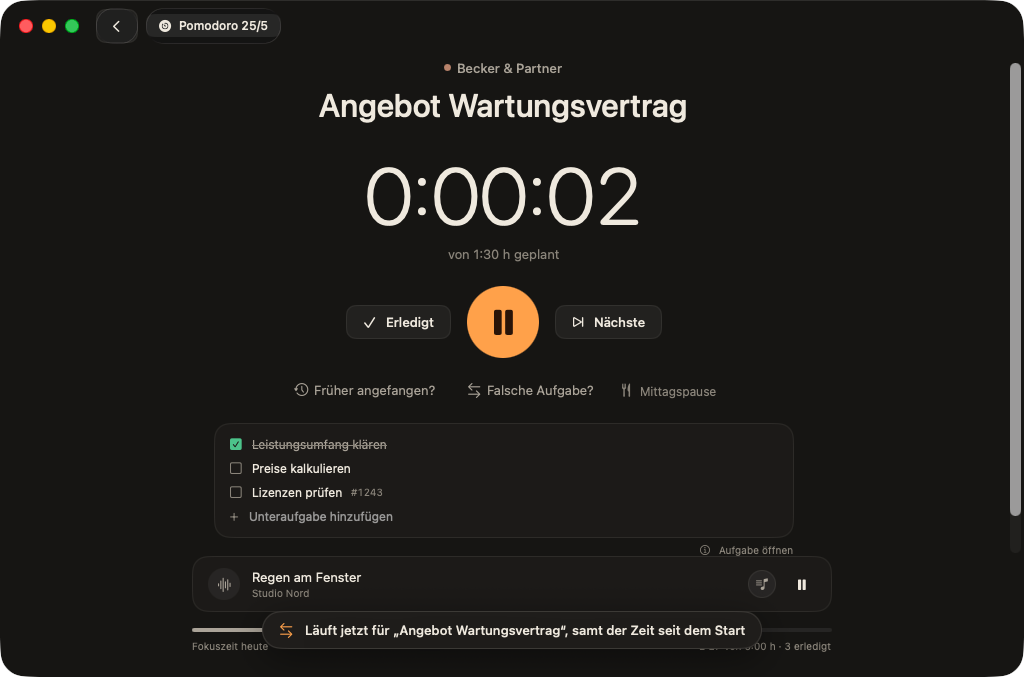 Pomodoro 25/5
Becker & Partner
Angebot Wartungsvertrag
0:00:02
von 1:30 h geplant
Erledigt
Nächste
Früher angefangen?
Falsche Aufgabe?
Mittagspause
Leistungsumfang klären
Preise kalkulieren
Lizenzen prüfen #1243
+ Unteraufgabe hinzufügen
Aufgabe öffnen
Regen am Fenster
Studio Nord
Läuft jetzt für „Angebot Wartungsvertrag“, samt der Zeit seit dem Start
Fokuszeit heute
h · 3 erledigt